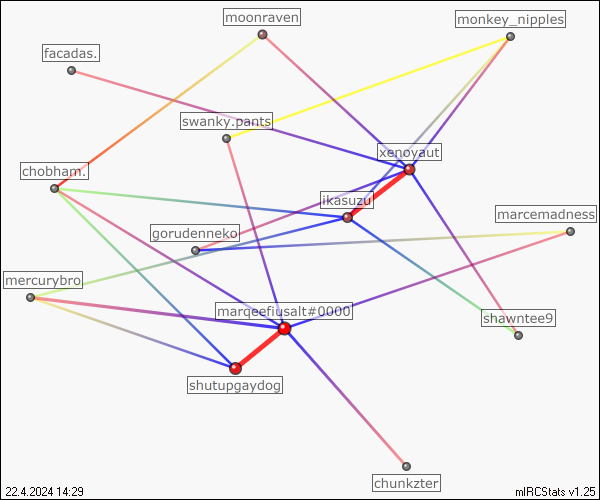 moonraven
monkey_nipples
facadas.
swanky.pants
xenoyaut
chobham.
ikasuzu
marcemadness
gorudenneko
mercurybro
marqeefiusalt#0000
shawntee9
shutupgaydog
chunkzter
22.4.2024 14:29
mIRCStats v1.25